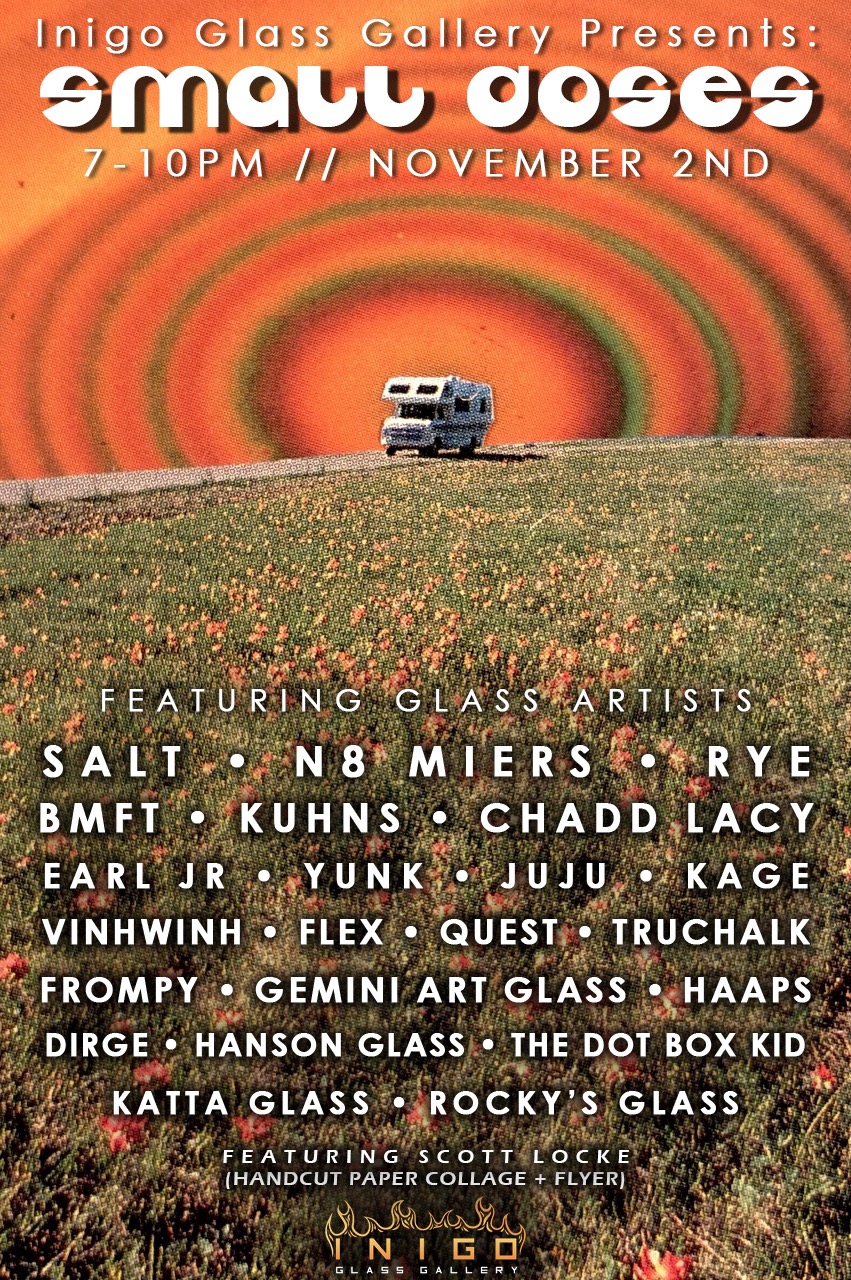 Inigo Glass Gallery Presents:
small doses
7-10PM // NOVEMBER 2ND
FEATURING GLASS ARTISTS
SALT • N8 MIERS • RYE
BMFT • KUHNS • CHADD LACY
EARL JR • YUNK • JUJU • KAGE
VINHWINH • FLEX • QUEST • TRUCHALK
FROMPY • GEMINI ART GLASS • HAAPS
DIRGE • HANSON GLASS • THE DOT BOX KID
KATTA GLASS • ROCKY'S GLASS
FEATURING SCOTT LOCKE
(HANDCUT PAPER COLLAGE + FLYER)
INIGO
GLASS GALLERY